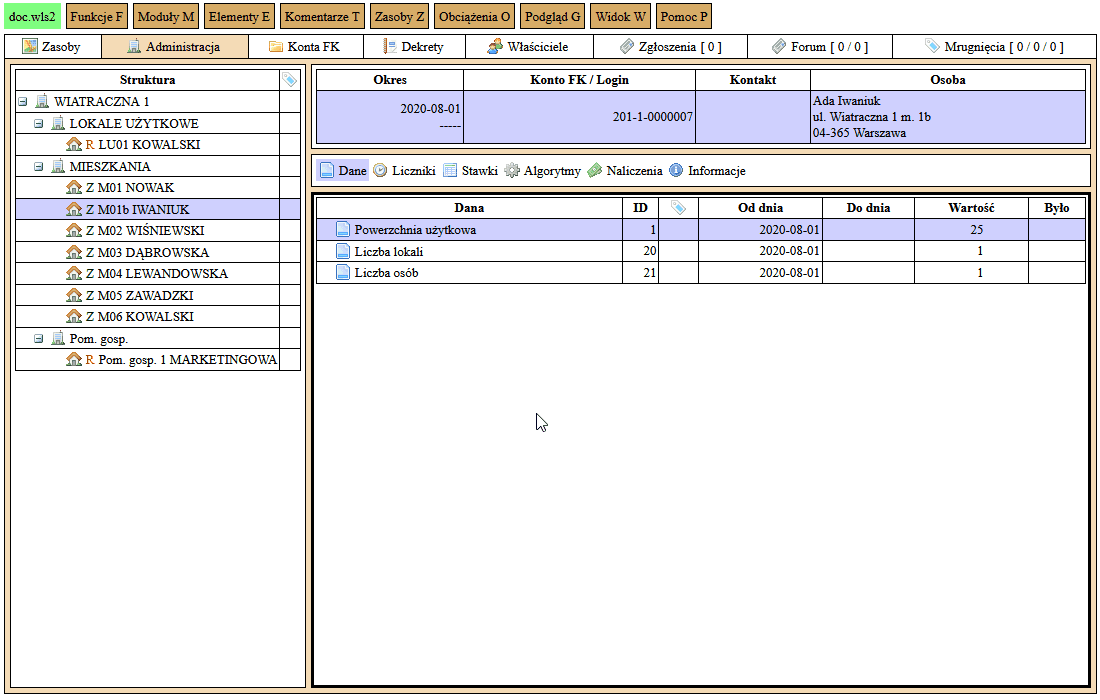 doc.wls2 Funkcje F Moduły M Elementy E Komentarze T Zasoby Z Obciążenia O Podgląd G Widok W Pomoc P
Zasoby Administracja Konta FK Dekrety Właściciele Zgłoszenia [ 0 ] Forum [ 0 / 0 ] Mrugnięcia [ 0 / 0 / 0 ]
Struktura
WIATRACZNA 1
LOKALE UŻYTKOWE
R LU01 KOWALSKI
MIESZKANIA
Z M01 NOWAK
Z M01b IWANIUK
Z M02 WIŚNIEWSKI
Z M03 DĄBROWSKA
Z M04 LEWANDOWSKA
Z M05 ZAWADZKI
Z M06 KOWALSKI
Pom. gosp.
R Pom. gosp. 1 MARKETINGOWA
Okres Konto FK / Login Kontakt Osoba
2020-08-01
-----
201-1-0000007
Ada Iwaniuk
ul. Wiatraczna 1 m. 1b
04-365 Warszawa
Dane Liczniki Stawki Algorytmy Naliczenia Informacje
Dana ID Od dnia Do dnia Wartość Było
Powerzchnia użytkowa 1 2020-08-01 25
Liczba lokali 20 2020-08-01 1
Liczba osób 21 2020-08-01 1